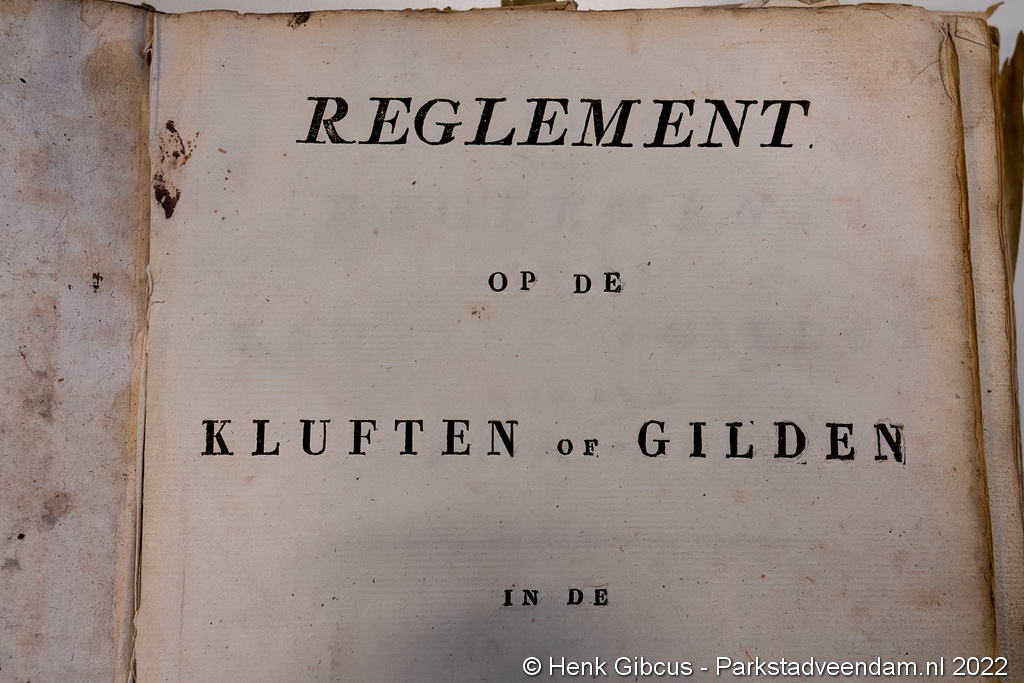 REGLEMENT.
OP DE
KLUFTEN OF GILDEN
IN DE
© Henk Gibcus - Parkstadveendam.nl 2022